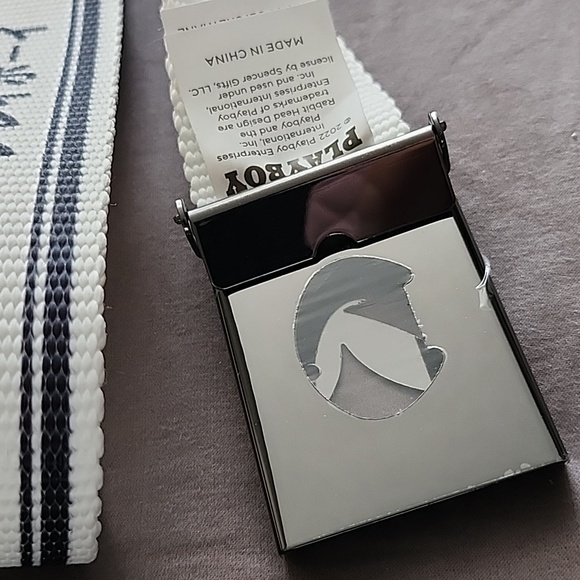 PLAYBOY
© 2022 Playboy Enterprises
International, Inc.
PLAYBOY and the
Rabbit Head Design are
trademarks of Playboy
Enterprises International,
Inc. and used under
license by Spencer Gifts, LLC.
MADE IN CHINA